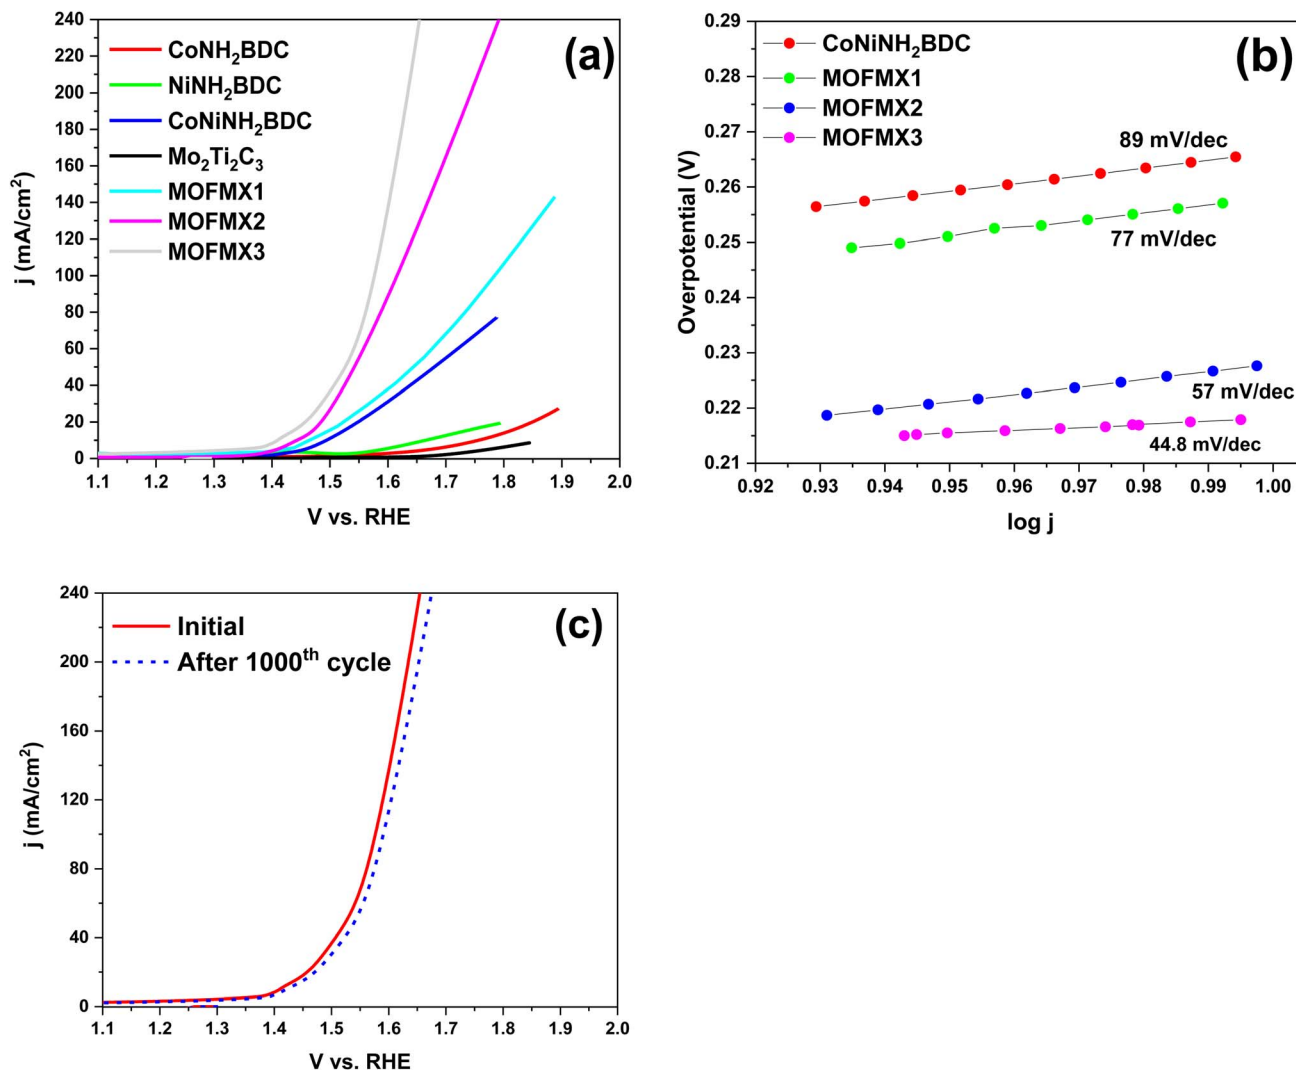 (a)
CoNH₂BDC
NiNH₂BDC
CoNiNH₂BDC
Mo₂Ti₂C₃
MOFMX1
MOFMX2
MOFMX3
j (mA/cm²)
240
220
200
180
160
140
120
100
80
60
40
20
0
1.1 1.2 1.3 1.4 1.5 1.6 1.7 1.8 1.9 2.0
V vs. RHE
(b)
CoNiNH₂BDC
MOFMX1
MOFMX2
MOFMX3
89 mV/dec
77 mV/dec
57 mV/dec
44.8 mV/dec
Overpotential (V)
0.29
0.28
0.27
0.26
0.25
0.24
0.23
0.22
0.21
0.92 0.93 0.94 0.95 0.96 0.97 0.98 0.99 1.00
log j
(c)
Initial
After 1000ᵗʰ cycle
j (mA/cm²)
240
200
160
120
80
40
0
1.1 1.2 1.3 1.4 1.5 1.6 1.7 1.8 1.9 2.0
V vs. RHE